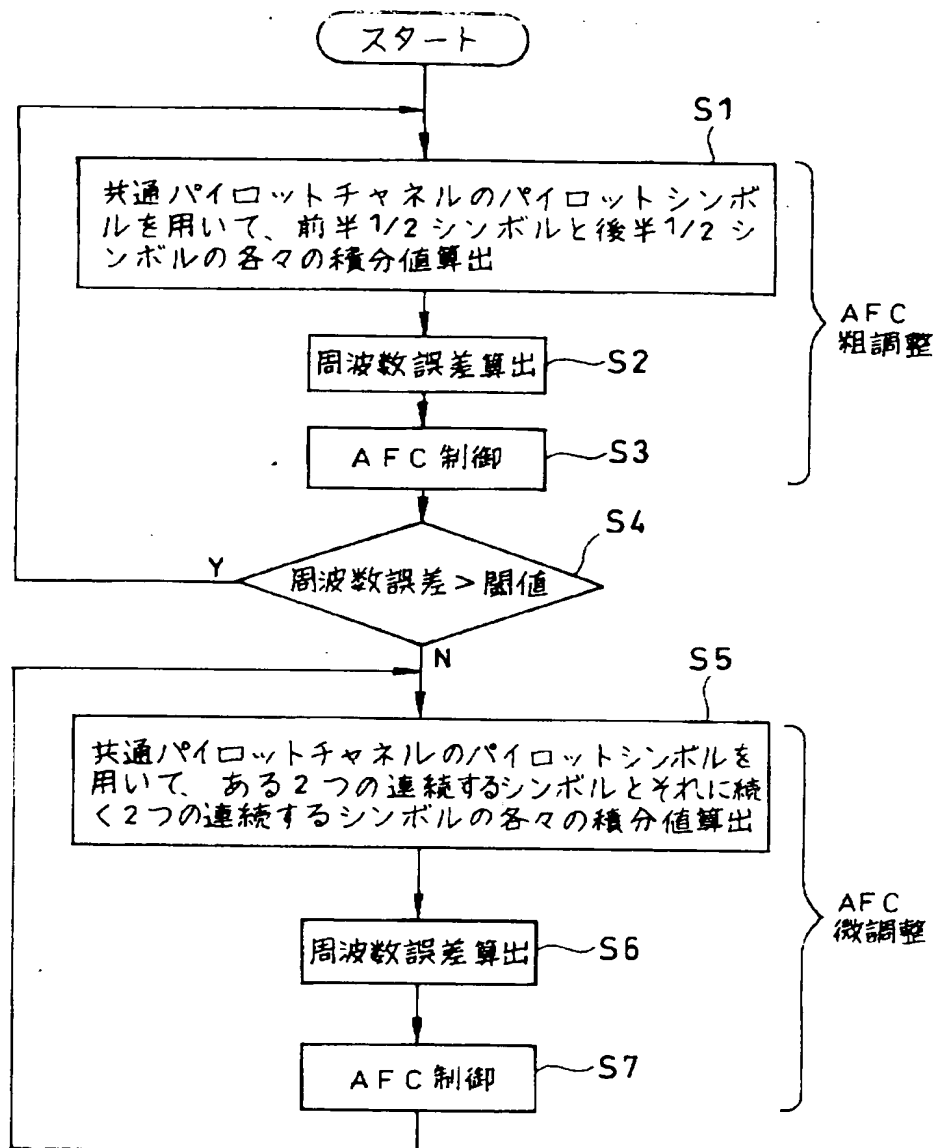 スタート
S1
共通パイロットチャネルのパイロットシンボ
ルを用いて、前半1/2シンボルと後半1/2シ
ンボルの各々の積分値算出
AFC
粗調整
周波数誤差算出
S2
AFC制御
S3
S4
Y
周波数誤差>閾値
N
S5
共通パイロットチャネルのパイロットシンボルを
用いて、ある2つの連続するシンボルとそれに続
く2つの連続するシンボルの各々の積分値算出
AFC
微調整
周波数誤差算出
S6
AFC制御
S7